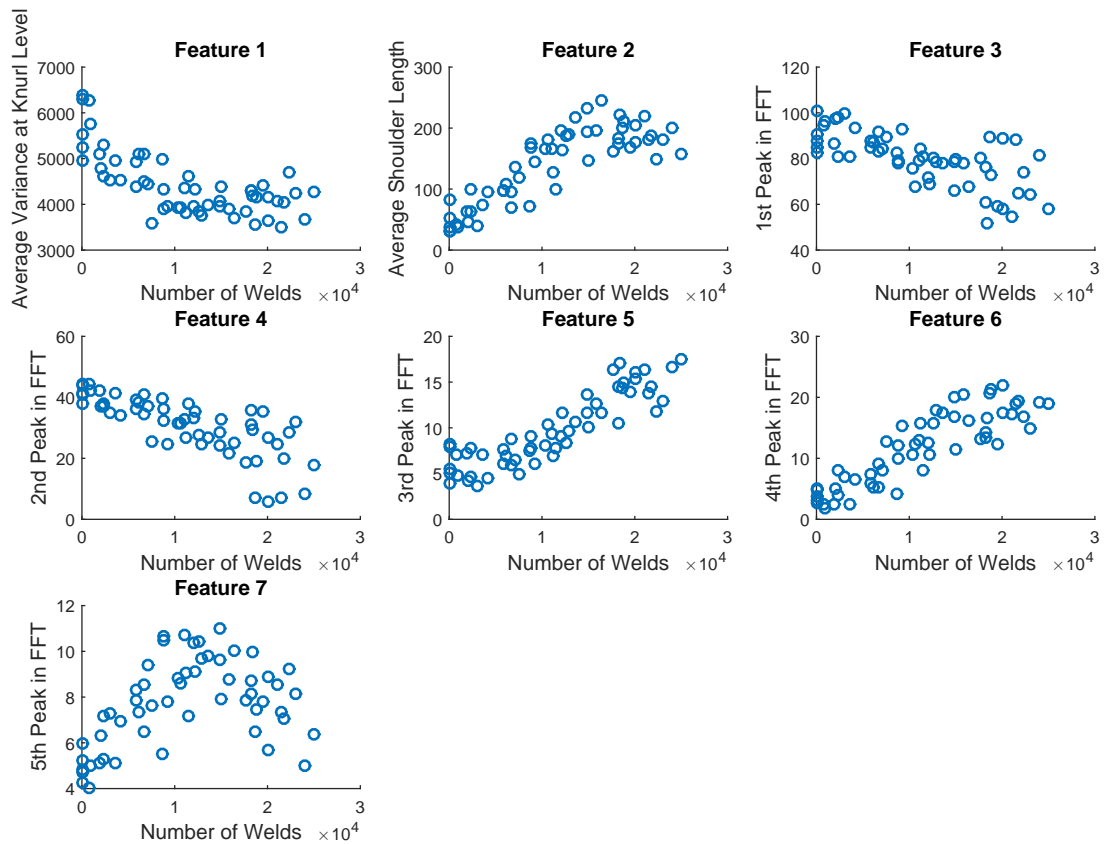 Feature 1
Average Variance at Knurl Level
7000
6000
5000
4000
3000
0 1 2 3
Number of Welds ×10^4
Feature 2
Average Shoulder Length
300
200
100
0
0 1 2 3
Number of Welds ×10^4
Feature 3
1st Peak in FFT
120
100
80
60
40
0 1 2 3
Number of Welds ×10^4
Feature 4
2nd Peak in FFT
60
40
20
0
0 1 2 3
Number of Welds ×10^4
Feature 5
3rd Peak in FFT
20
15
10
5
0
0 1 2 3
Number of Welds ×10^4
Feature 6
4th Peak in FFT
30
20
10
0
0 1 2 3
Number of Welds ×10^4
Feature 7
5th Peak in FFT
12
10
8
6
4
0 1 2 3
Number of Welds ×10^4